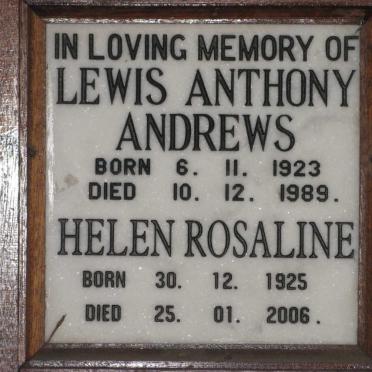 IN LOVING MEMORY OF
LEWIS ANTHONY
ANDREWS
BORN 6. 11. 1923
DIED 10. 12. 1989.
HELEN ROSALINE
BORN 30. 12. 1925
DIED 25. 01. 2006.